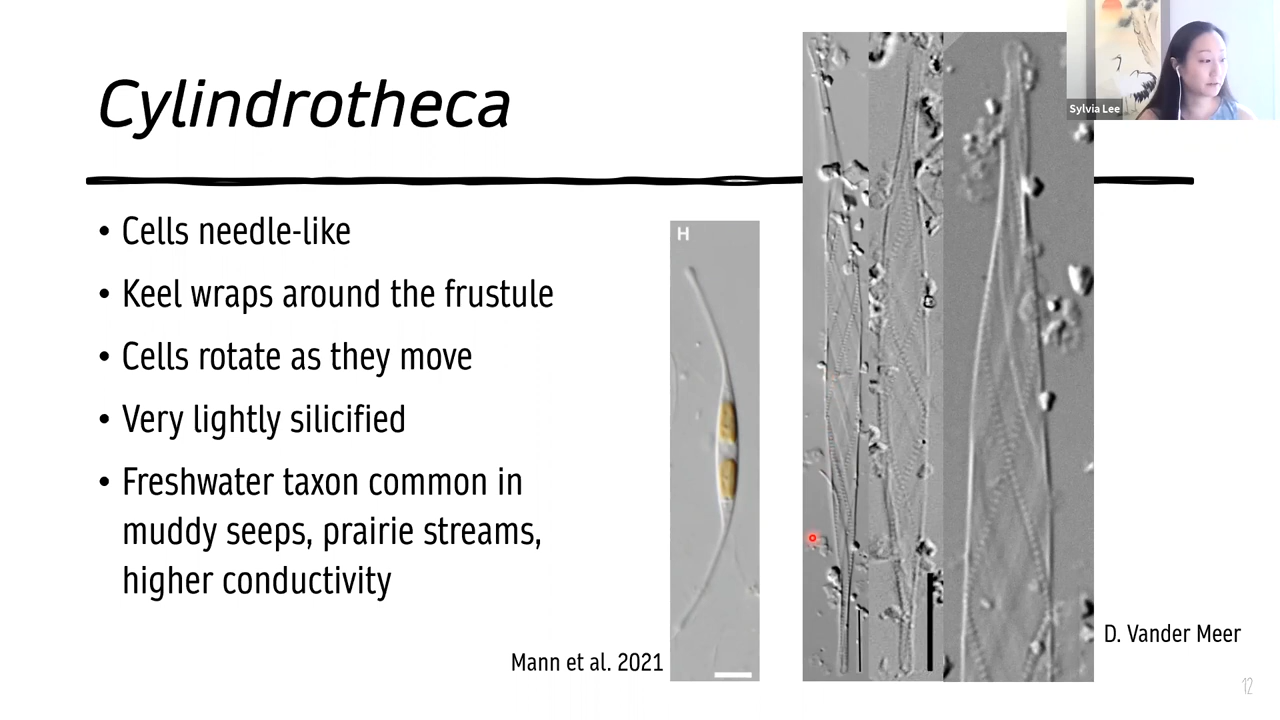 Cylindrotheca
Sylvia Lee
• Cells needle-like
• Keel wraps around the frustule
• Cells rotate as they move
• Very lightly silicified
• Freshwater taxon common in
muddy seeps, prairie streams,
higher conductivity
H
Mann et al. 2021
D. Vander Meer
12